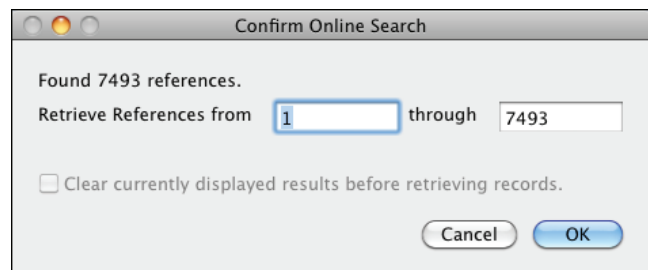 Confirm Online Search
Found 7493 references.
Retrieve References from 1 through 7493
Clear currently displayed results before retrieving records.
Cancel OK